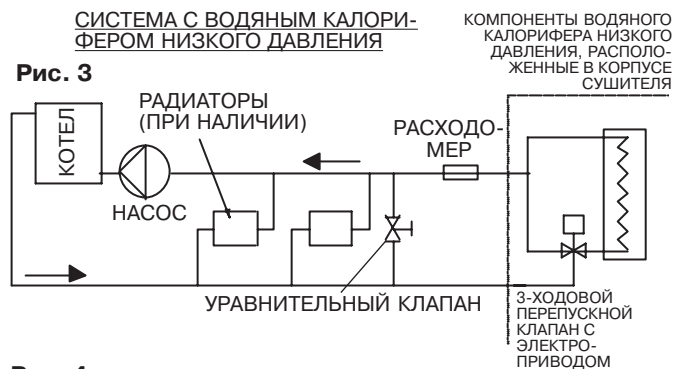 СИСТЕМА С ВОДЯНЫМ КАЛОРИ-
ФЕРОМ НИЗКОГО ДАВЛЕНИЯ
КОМПОНЕНТЫ ВОДЯНОГО
КАЛОРИФЕРА НИЗКОГО
ДАВЛЕНИЯ, РАСПОЛО-
ЖЕННЫЕ В КОРПУСЕ
СУШИТЕЛЯ
Рис. 3
РАДИАТОРЫ
(ПРИ НАЛИЧИИ)
КОТЕЛ
РАСХОДО-
МЕР
НАСОС
УРАВНИТЕЛЬНЫЙ КЛАПАН
3-ХОДОВОЙ
ПЕРЕПУСКНОЙ
КЛАПАН С
ЭЛЕКТРО-
ПРИВОДОМ